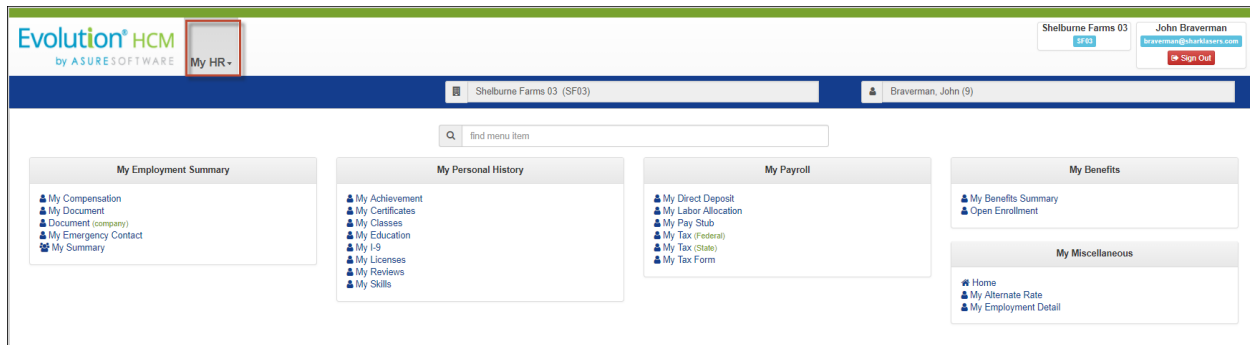 Evolution® HCM
by ASURESOFTWARE
My HR
Shelburne Farms 03
SF03
John Braverman
braverman@sharklasers.com
Sign Out
Shelburne Farms 03 (SF03)
Braverman, John (9)
find menu item
My Employment Summary
My Compensation
My Document
Document (company)
My Emergency Contact
My Summary
My Personal History
My Achievement
My Certificates
My Classes
My Education
My I-9
My Licenses
My Reviews
My Skills
My Payroll
My Direct Deposit
My Labor Allocation
My Pay Stub
My Tax (Federal)
My Tax (State)
My Tax Form
My Benefits
My Benefits Summary
Open Enrollment
My Miscellaneous
Home
My Alternate Rate
My Employment Detail